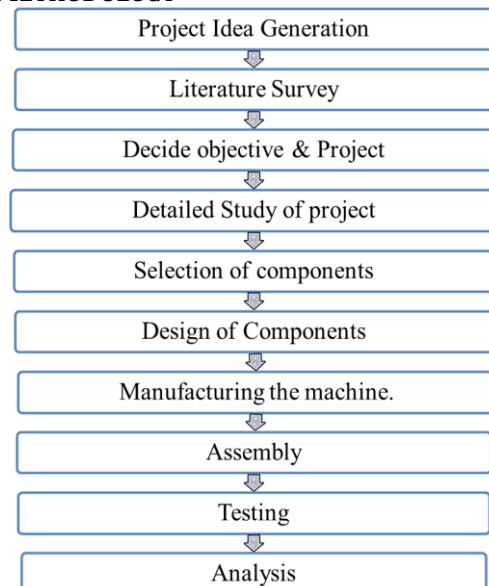 METHODOLOGY
Project Idea Generation
Literature Survey
Decide objective & Project
Detailed Study of project
Selection of components
Design of Components
Manufacturing the machine.
Assembly
Testing
Analysis